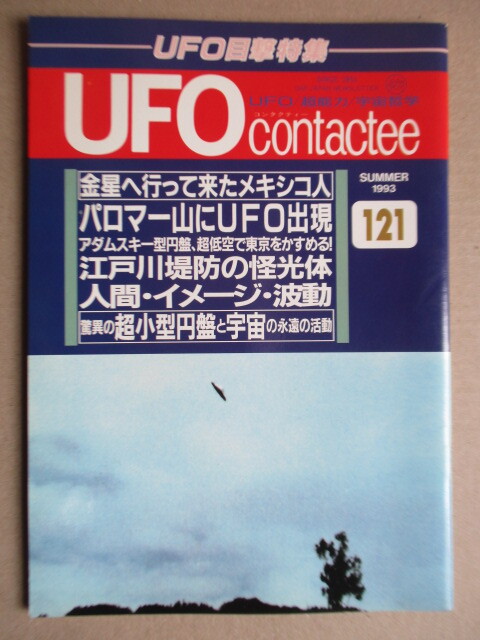 UFO目撃特集
UFO contactee
コンタクティー
SUMMER
1993
121
金星へ行って来たメキシコ人
パロマー山にUFO出現
アダムスキー型円盤、超低空で東京をかすめる!
江戸川堤防の怪光体
人間・イメージ・波動
驚異の超小型円盤と宇宙の永遠の活動